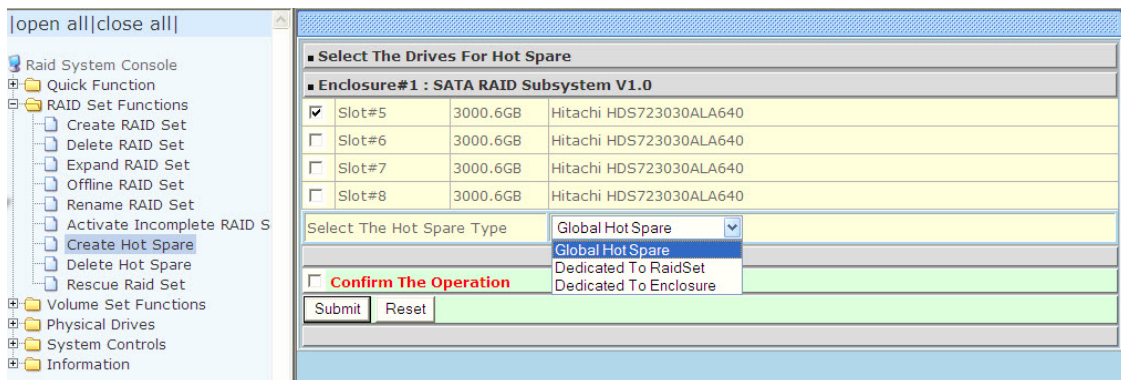 |open all|close all|
Raid System Console
Quick Function
RAID Set Functions
Create RAID Set
Delete RAID Set
Expand RAID Set
Offline RAID Set
Rename RAID Set
Activate Incomplete RAID S
Create Hot Spare
Delete Hot Spare
Rescue Raid Set
Volume Set Functions
Physical Drives
System Controls
Information
Select The Drives For Hot Spare
Enclosure#1 : SATA RAID Subsystem V1.0
Slot#5 3000.6GB Hitachi HDS723030ALA640
Slot#6 3000.6GB Hitachi HDS723030ALA640
Slot#7 3000.6GB Hitachi HDS723030ALA640
Slot#8 3000.6GB Hitachi HDS723030ALA640
Select The Hot Spare Type Global Hot Spare
Global Hot Spare
Dedicated To RaidSet
Dedicated To Enclosure
Confirm The Operation
Submit Reset